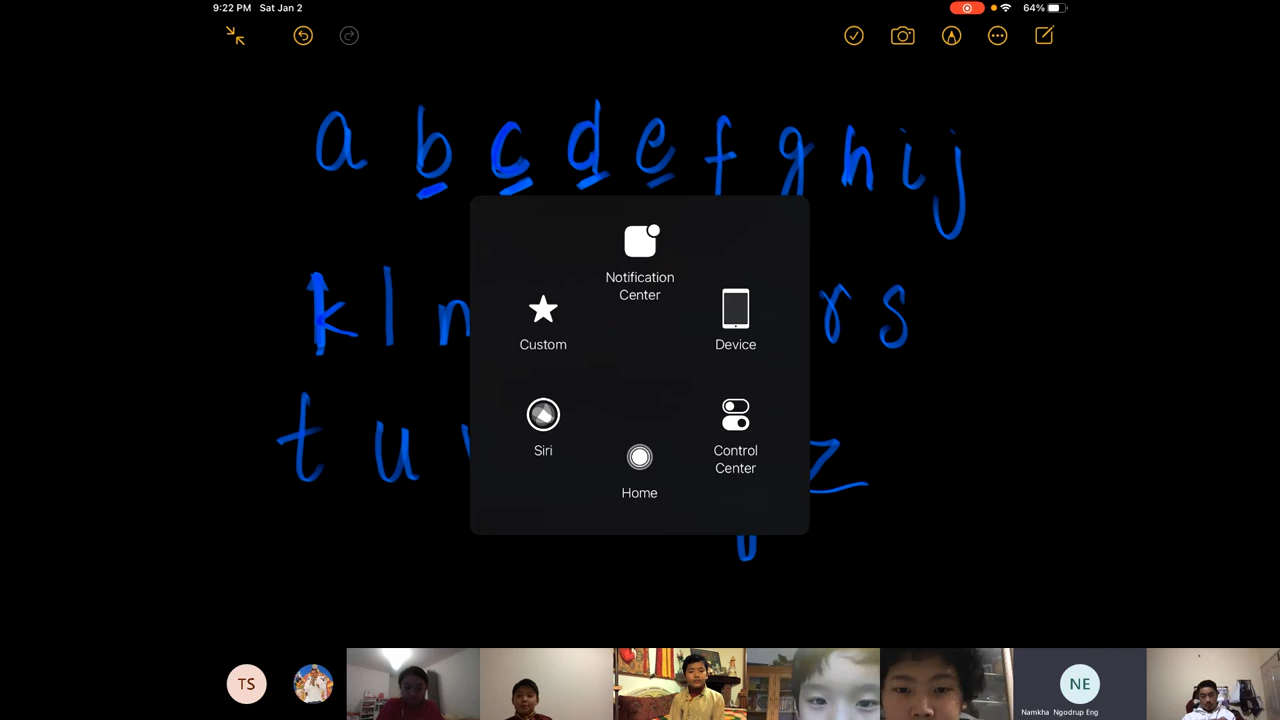 9:22 PM Sat Jan 2 64%
a b c d e f g h i j
k l r s
t u z
Notification Center
Custom
Device
Siri
Control Center
Home
TS
NE
Namkha Ngodrup Eng